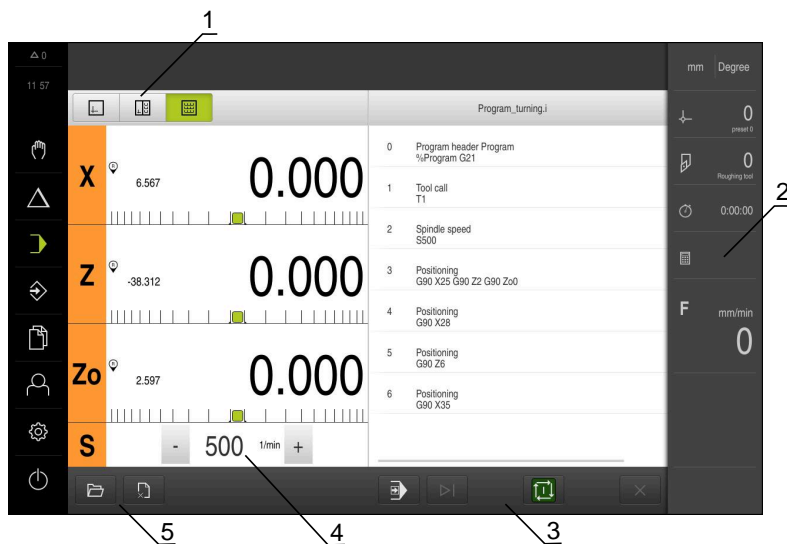 1
0
11 57
mm Degree
Program_turning.i
X
R
6.567
0.000
Z
R
-38.312
0.000
Zo
R
2.597
0.000
S
-
500
1/min
+
0 Program header Program
%Program G21
1 Tool call
T1
2 Spindle speed
S500
3 Positioning
G90 X25 G90 Z2 G90 Zo0
4 Positioning
G90 X28
5 Positioning
G90 Z6
6 Positioning
G90 X35
0
preset 0
0
Roughing tool
0:00:00
F mm/min
0
2
5
4
3